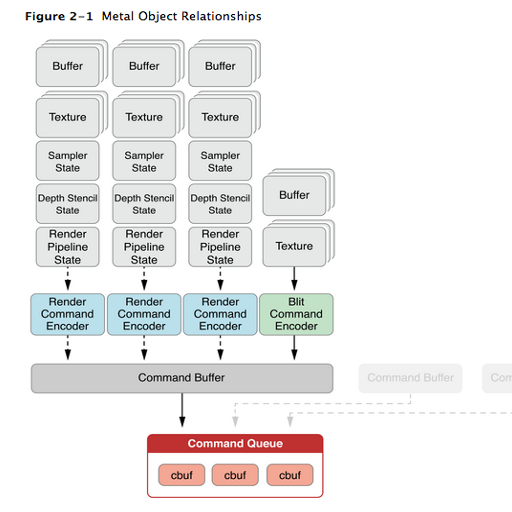 Figure 2-1 Metal Object Relationships
Buffer
Buffer
Buffer
Texture
Texture
Texture
Sampler
State
Sampler
State
Sampler
State
Depth Stencil
State
Depth Stencil
State
Depth Stencil
State
Buffer
Render
Pipeline
State
Render
Pipeline
State
Render
Pipeline
State
Texture
Render
Command
Encoder
Render
Command
Encoder
Render
Command
Encoder
Blit
Command
Encoder
Command Buffer
Command Buffer
Com
Command Queue
cbuf
cbuf
cbuf